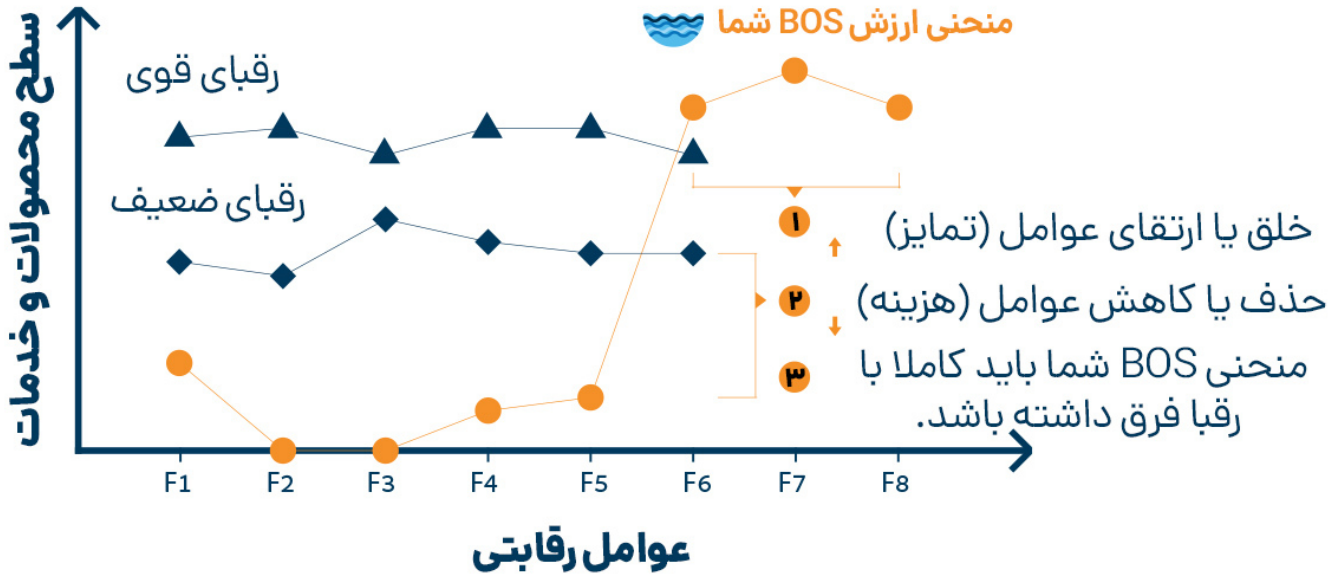 منحنی ارزش BOS شما
سطح محصولات و خدمات
رقبای قوی
رقبای ضعیف
۱
خلق یا ارتقای عوامل (تمایز)
۲
حذف یا کاهش عوامل (هزینه)
۳
منحنی BOS شما باید کاملا با
رقبا فرق داشته باشد.
F1 F2 F3 F4 F5 F6 F7 F8
عوامل رقابتی